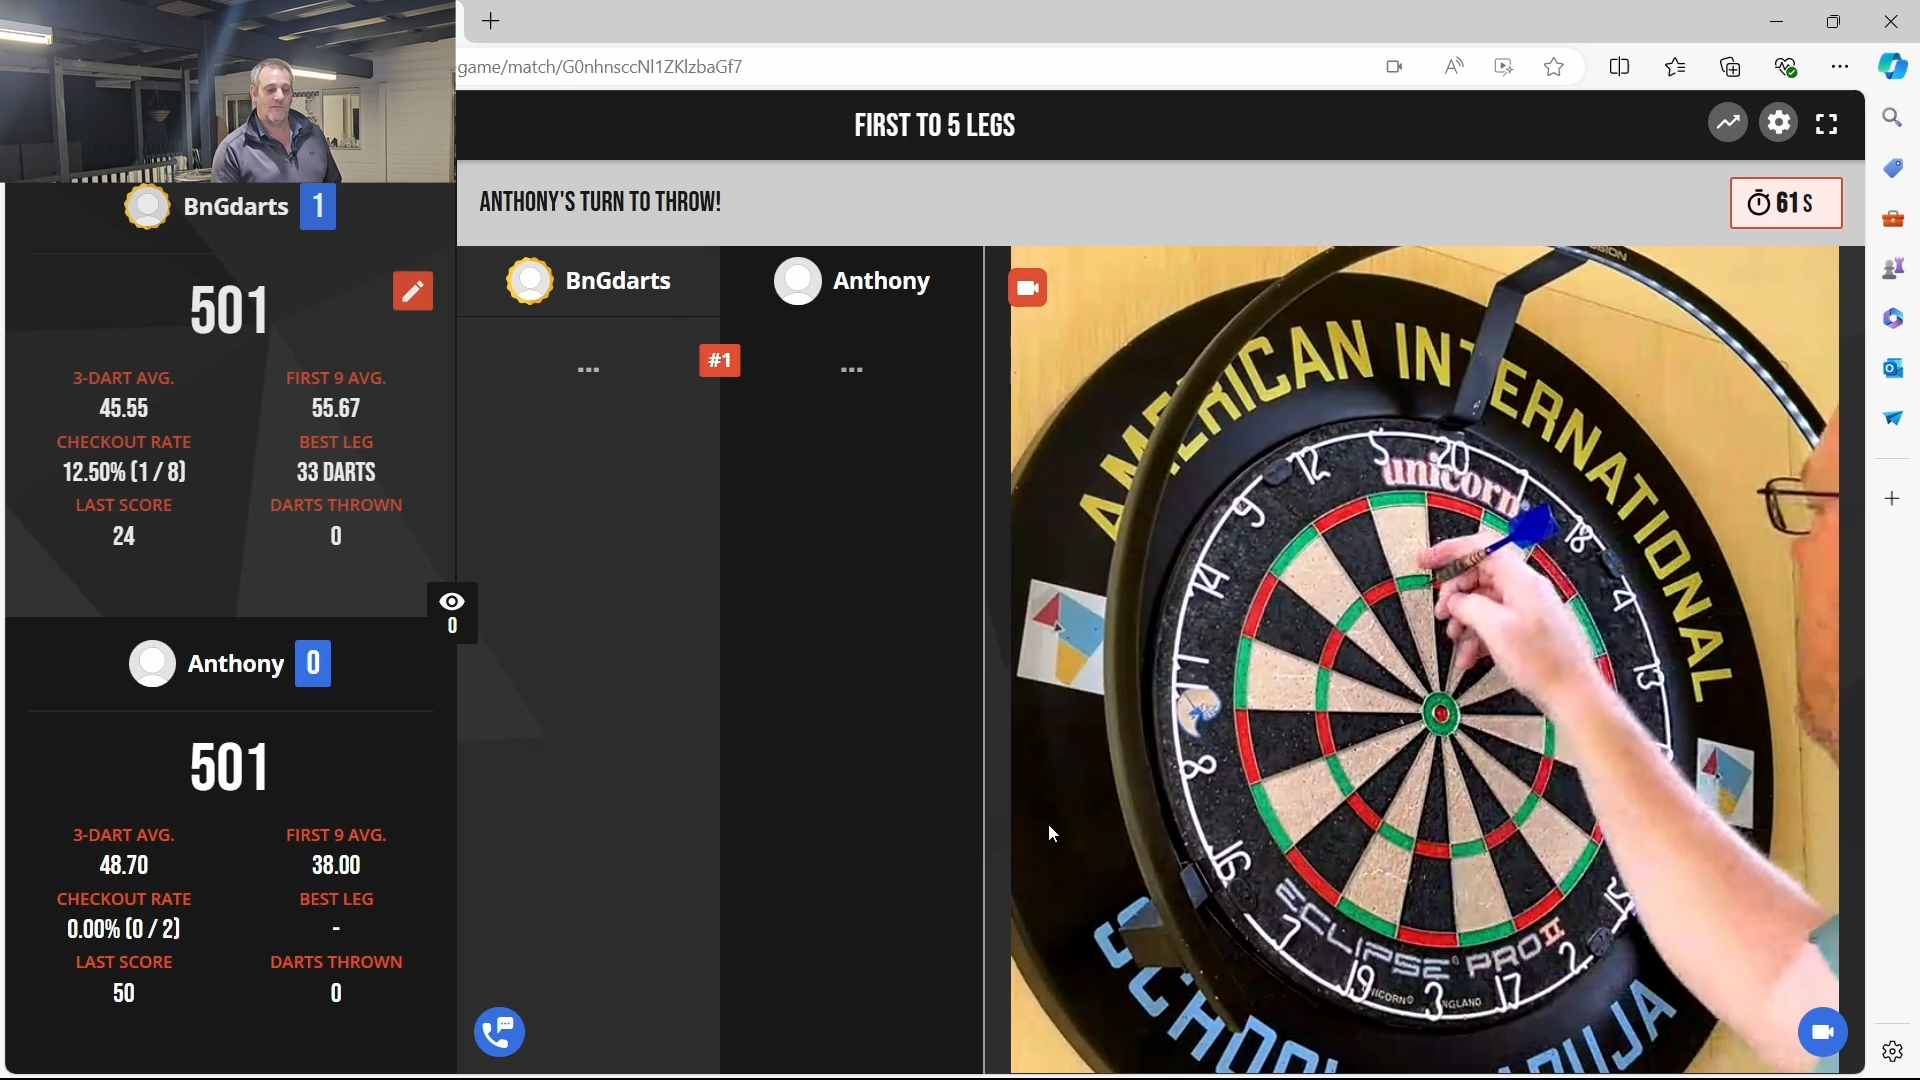 game/match/G0nhnsccNl1ZKlzbaGf7
FIRST TO 5 LEGS
ANTHONY'S TURN TO THROW!
61 S
BnGdarts 1
501
3-DART AVG. FIRST 9 AVG.
45.55 55.67
CHECKOUT RATE BEST LEG
12.50% (1 / 8) 33 DARTS
LAST SCORE DARTS THROWN
24 0
0
Anthony 0
501
3-DART AVG. FIRST 9 AVG.
48.70 38.00
CHECKOUT RATE BEST LEG
0.00% (0 / 2) -
LAST SCORE DARTS THROWN
50 0
BnGdarts Anthony
... #1 ...
AMERICAN INTERNATIONAL
unicorn
20
5
12
9
14
11
8
16
7
19
3
17
2
15
13
4
18
ECLIPSE PRO II
SCHOOL